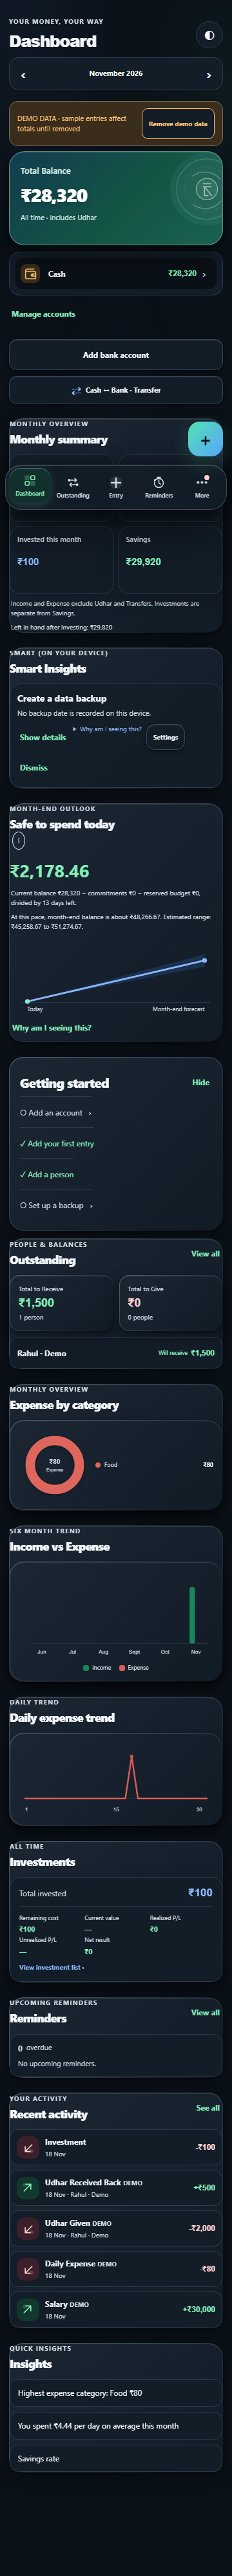 YOUR MONEY, YOUR WAY
Dashboard
‹ November 2026 ›
DEMO DATA · sample entries affect
totals until removed
Remove demo data
Total Balance
₹28,320
All time · includes Udhar
Cash ₹28,320 ›
Manage accounts
Add bank account
Cash ↔ Bank · Transfer
MONTHLY OVERVIEW
Monthly summary
+
Dashboard Outstanding Entry Reminders More
Invested this month
₹100
Savings
₹29,920
Income and Expense exclude Udhar and Transfers. Investments are
separate from Savings.
Left in hand after investing: ₹29,820
SMART (ON YOUR DEVICE)
Smart Insights
Create a data backup
No backup recorded on this device.
Show details ▶ Why am I seeing this? Settings
Dismiss
MONTH-END OUTLOOK
Safe to spend today
i
₹2,178.46
Current balance ₹28,320 − commitments ₹0 − reserved budget ₹0,
divided by 13 days left.
At this pace, month-end balance is about ₹48,266.67. Estimated range:
₹45,258.67 to ₹51,274.67.
Today Month-end forecast
Why am I seeing this?
Getting started Hide
○ Add an account ›
✓ Add your first entry
✓ Add a person
○ Set up a backup ›
PEOPLE & BALANCES
Outstanding View all
Total to Receive
₹1,500
1 person
Total to Give
₹0
0 people
Rahul · Demo Will receive ₹1,500
MONTHLY OVERVIEW
Expense by category
₹80
Expense
Food ₹80
SIX MONTH TREND
Income vs Expense
Jun Jul Aug Sept Oct Nov
Income Expense
DAILY TREND
Daily expense trend
1 15 30
ALL TIME
Investments
Total invested ₹100
Remaining cost Current value Realized P/L
₹100 — ₹0
Unrealized P/L Net result
— ₹0
View investment list ›
UPCOMING REMINDERS
Reminders View all
0 overdue
No upcoming reminders.
YOUR ACTIVITY
Recent activity See all
Investment -₹100
18 Nov
Udhar Received Back DEMO +₹500
18 Nov · Rahul · Demo
Udhar Given DEMO -₹2,000
18 Nov · Rahul · Demo
Daily Expense DEMO -₹80
18 Nov
Salary DEMO +₹30,000
18 Nov
QUICK INSIGHTS
Insights
Highest expense category: Food ₹80
You spent ₹4.44 per day on average this month
Savings rate